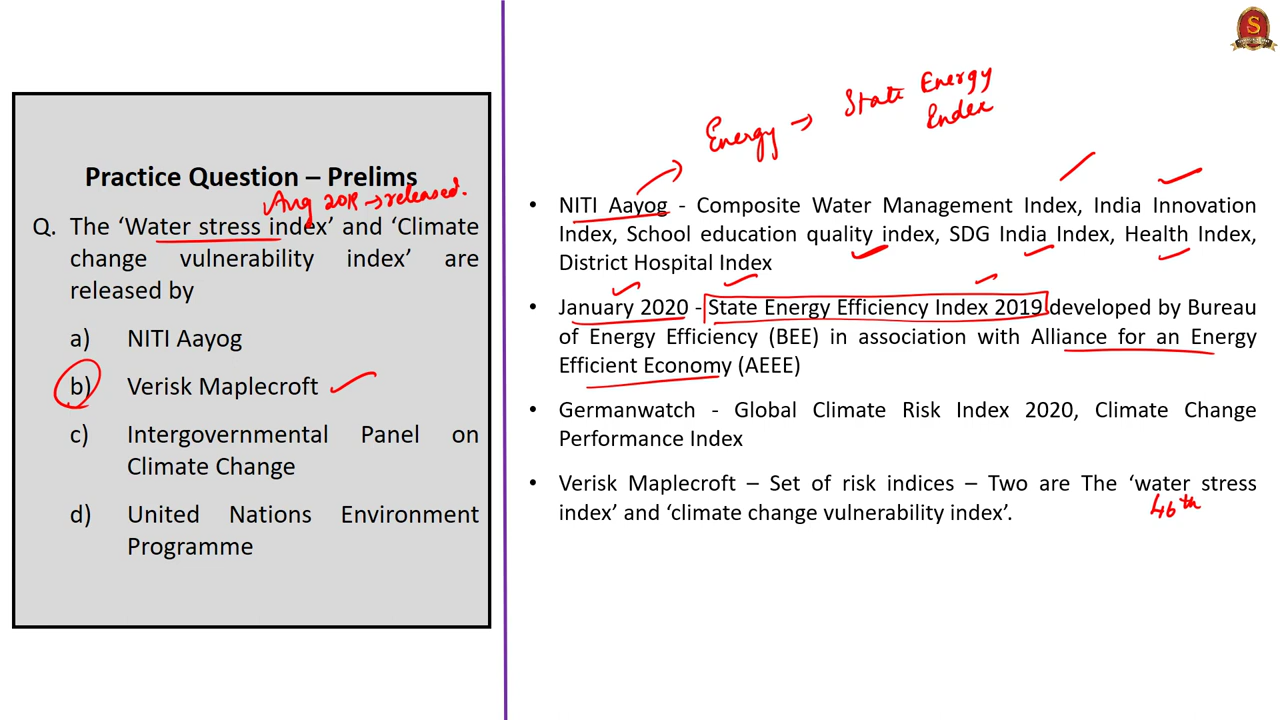 Practice Question – Prelims
Aug 2019 → released.
Q. The ‘Water stress index’ and ‘Climate
change vulnerability index’ are
released by
a) NITI Aayog
b) Verisk Maplecroft
c) Intergovernmental Panel on
Climate Change
d) United Nations Environment
Programme
S
Energy → State Energy
Index
• NITI Aayog - Composite Water Management Index, India Innovation
Index, School education quality index, SDG India Index, Health Index,
District Hospital Index
• January 2020 - State Energy Efficiency Index 2019 developed by Bureau
of Energy Efficiency (BEE) in association with Alliance for an Energy
Efficient Economy (AEEE)
• Germanwatch - Global Climate Risk Index 2020, Climate Change
Performance Index
• Verisk Maplecroft – Set of risk indices – Two are The ‘water stress
index’ and ‘climate change vulnerability index’.
46th